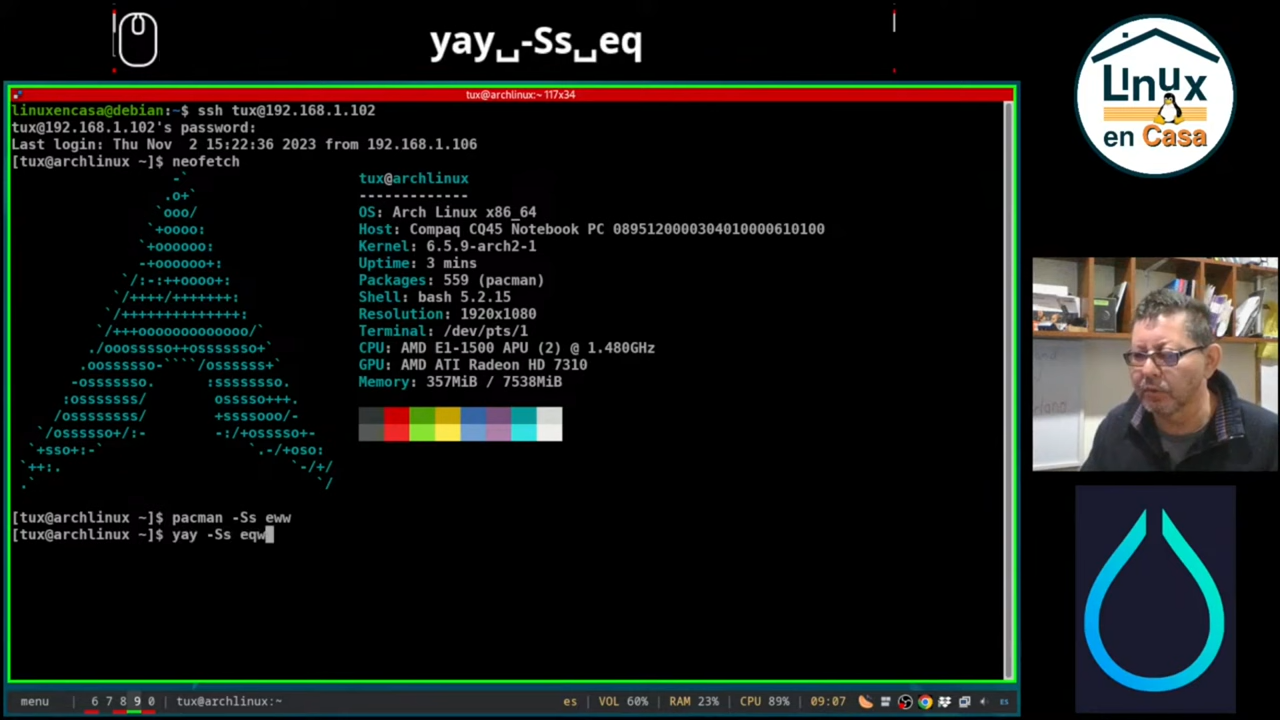 yay␣-Ss␣eq
tux@archlinux:~ 117x34
linuxencasa@debian:~$ ssh tux@192.168.1.102
tux@192.168.1.102's password:
Last login: Thu Nov  2 15:22:36 2023 from 192.168.1.106
[tux@archlinux ~]$ neofetch
tux@archlinux
-------------
OS: Arch Linux x86_64
Host: Compaq CQ45 Notebook PC 0895120000304010000610100
Kernel: 6.5.9-arch2-1
Uptime: 3 mins
Packages: 559 (pacman)
Shell: bash 5.2.15
Resolution: 1920x1080
Terminal: /dev/pts/1
CPU: AMD E1-1500 APU (2) @ 1.480GHz
GPU: AMD ATI Radeon HD 7310
Memory: 357MiB / 7538MiB
[tux@archlinux ~]$ pacman -Ss eww
[tux@archlinux ~]$ yay -Ss eqw
menu | 6 7 8 9 0 | tux@archlinux:~
es | VOL 60% | RAM 23% | CPU 89% | 09:07
ES
Linux
en Casa